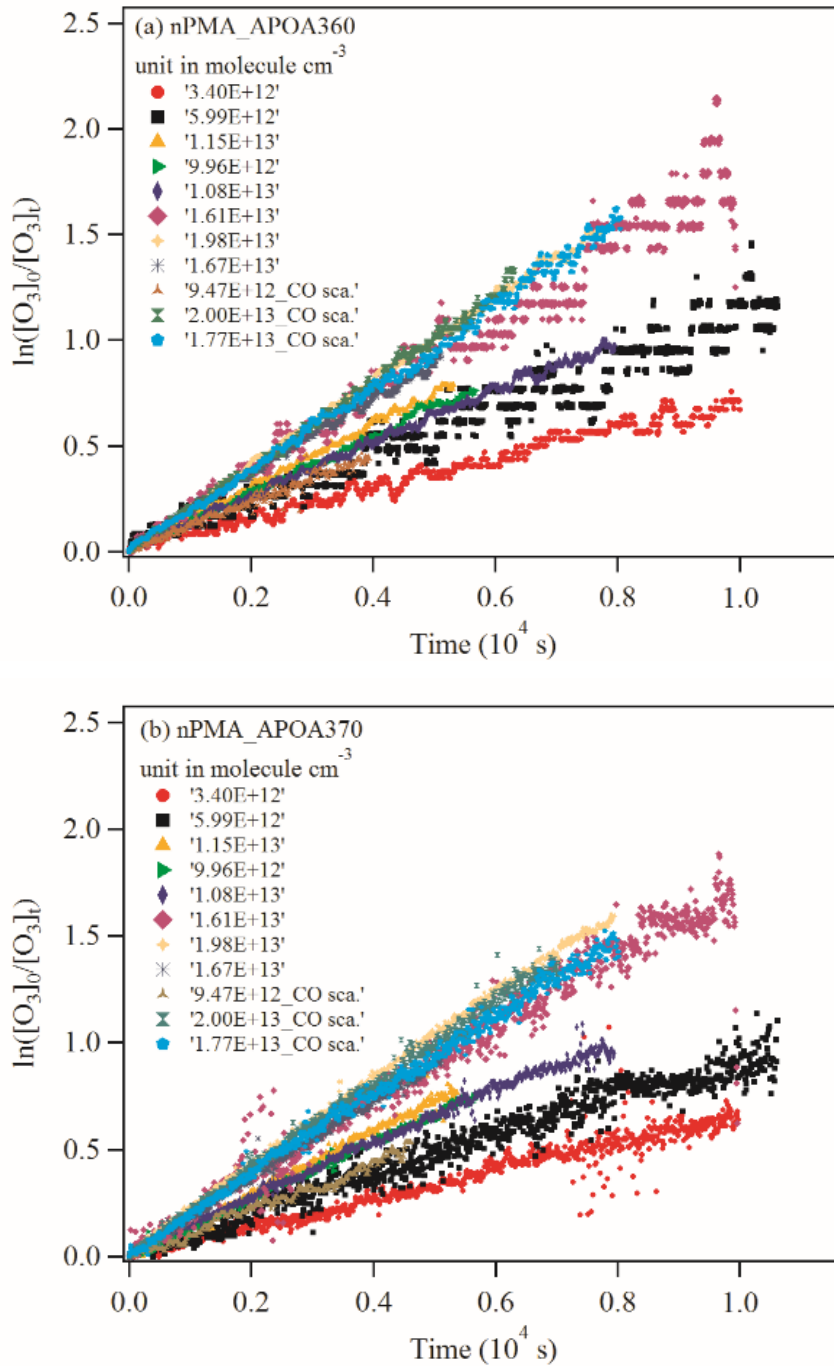 (a) nPMA_APOA360
unit in molecule cm⁻³
'3.40E+12'
'5.99E+12'
'1.15E+13'
'9.96E+12'
'1.08E+13'
'1.61E+13'
'1.98E+13'
'1.67E+13'
'9.47E+12_CO sca.'
'2.00E+13_CO sca.'
'1.77E+13_CO sca.'
2.5
2.0
1.5
1.0
0.5
0.0
ln([O₃]₀/[O₃]ₜ)
0.0 0.2 0.4 0.6 0.8 1.0
Time (10⁴ s)
(b) nPMA_APOA370
unit in molecule cm⁻³
'3.40E+12'
'5.99E+12'
'1.15E+13'
'9.96E+12'
'1.08E+13'
'1.61E+13'
'1.98E+13'
'1.67E+13'
'9.47E+12_CO sca.'
'2.00E+13_CO sca.'
'1.77E+13_CO sca.'
2.5
2.0
1.5
1.0
0.5
0.0
ln([O₃]₀/[O₃]ₜ)
0.0 0.2 0.4 0.6 0.8 1.0
Time (10⁴ s)